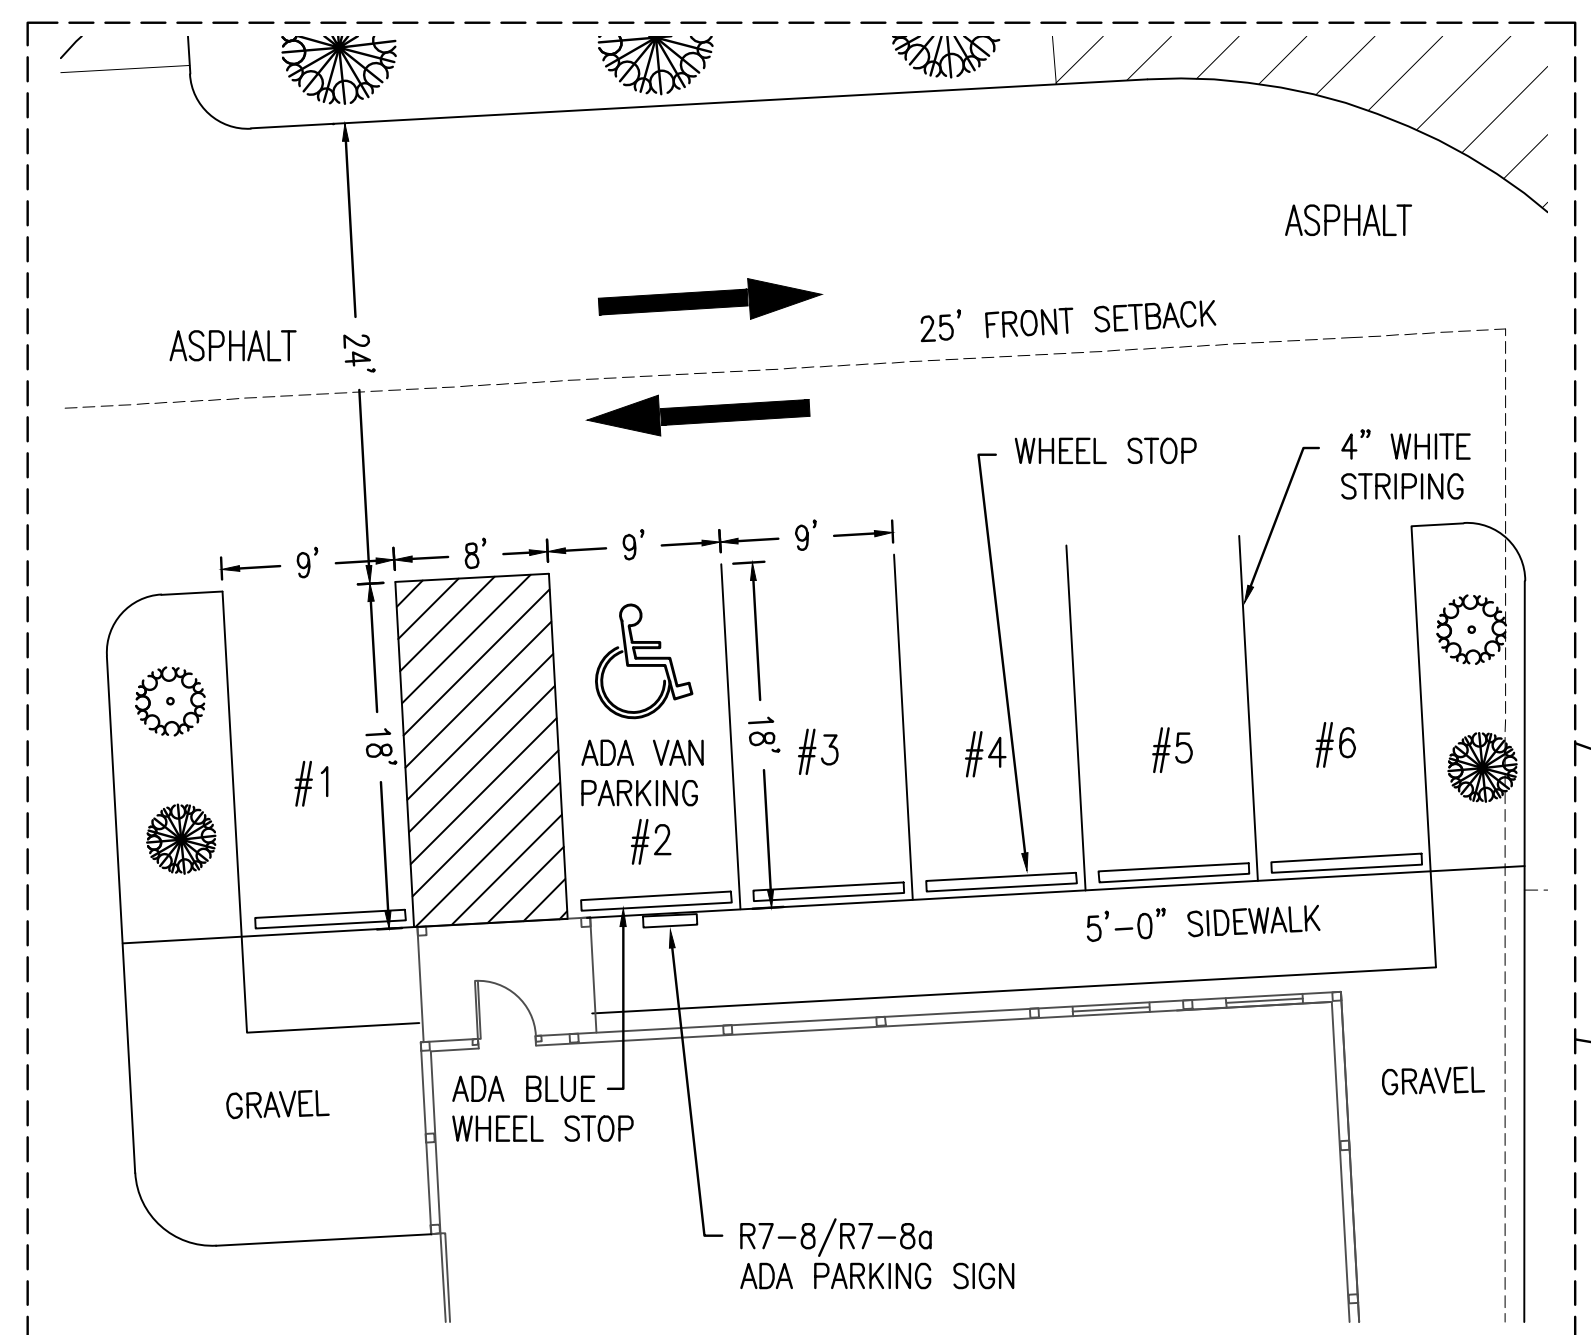 ASPHALT
25' FRONT SETBACK
ASPHALT
24'
WHEEL STOP
4" WHITE
STRIPING
9'
8'
9'
9'
18'
18'
#1
ADA VAN
PARKING
#2
#3
#4
#5
#6
5'-0" SIDEWALK
GRAVEL
ADA BLUE
WHEEL STOP
GRAVEL
R7-8/R7-8a
ADA PARKING SIGN